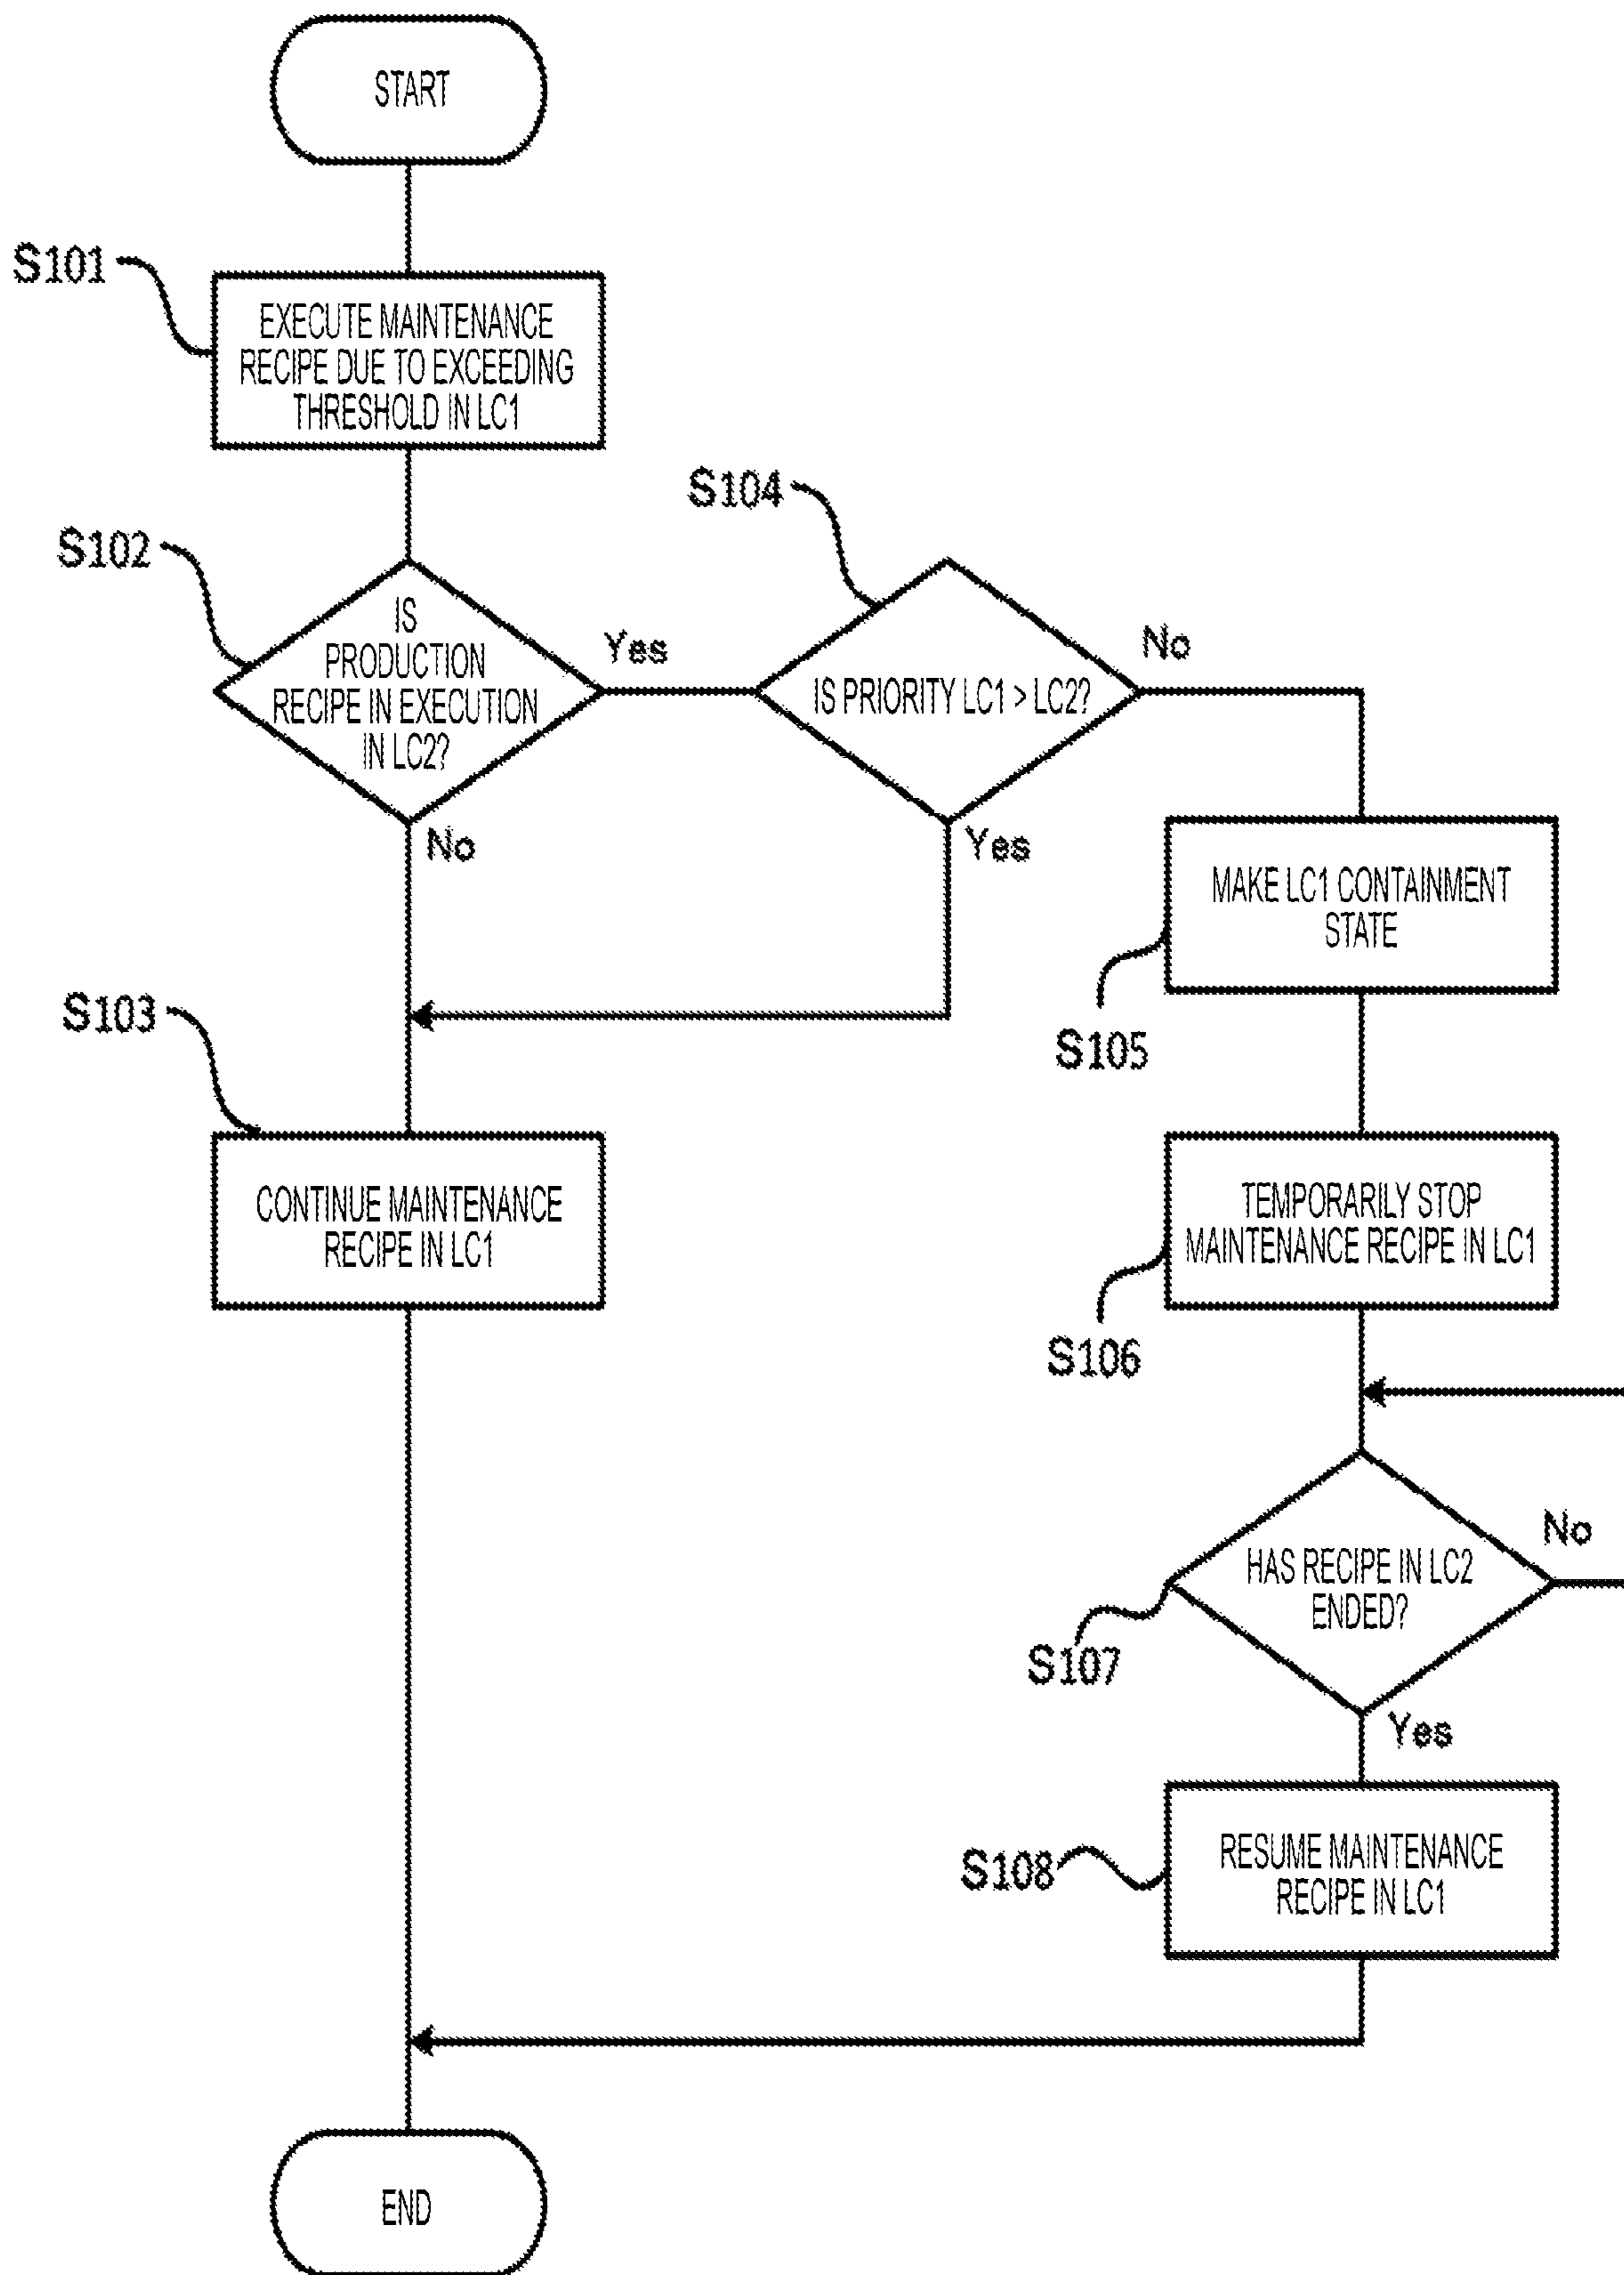 START
S101
EXECUTE MAINTENANCE
RECIPE DUE TO EXCEEDING
THRESHOLD IN LC1
S102
IS
PRODUCTION
RECIPE IN EXECUTION
IN LC2?
Yes
No
S104
IS PRIORITY LC1 > LC2?
No
Yes
S103
CONTINUE MAINTENANCE
RECIPE IN LC1
MAKE LC1 CONTAINMENT
STATE
S105
TEMPORARILY STOP
MAINTENANCE RECIPE IN LC1
S106
HAS RECIPE IN LC2
ENDED?
No
S107
Yes
S108
RESUME MAINTENANCE
RECIPE IN LC1
END